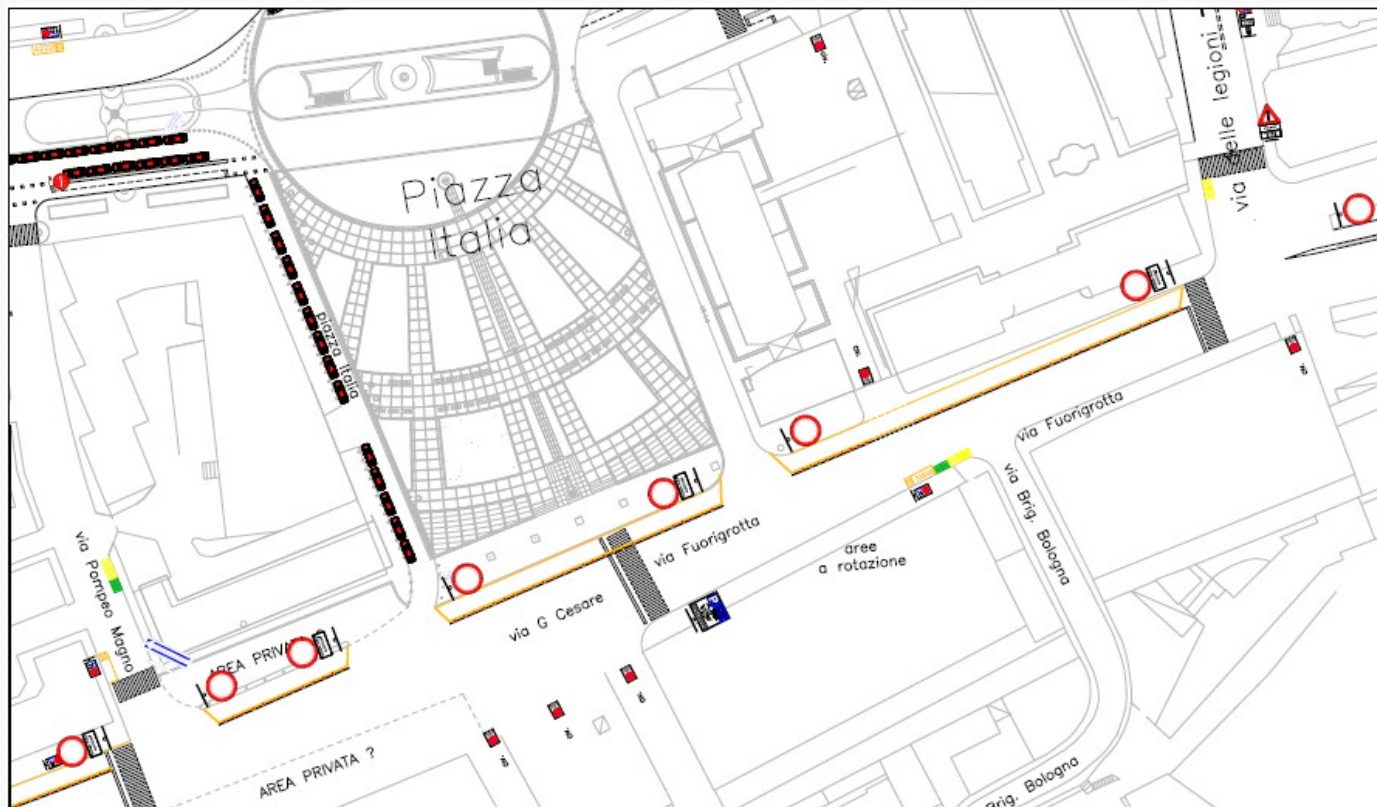 Piazza
Italia
via delle legioni
piazza Italia
via Fuorigrotta
via Brig. Bologna
via Fuorigrotta
aree
a rotazione
via G Cesare
via Pompeo Magno
AREA PRIVATA
AREA PRIVATA ?
Brig. Bologna